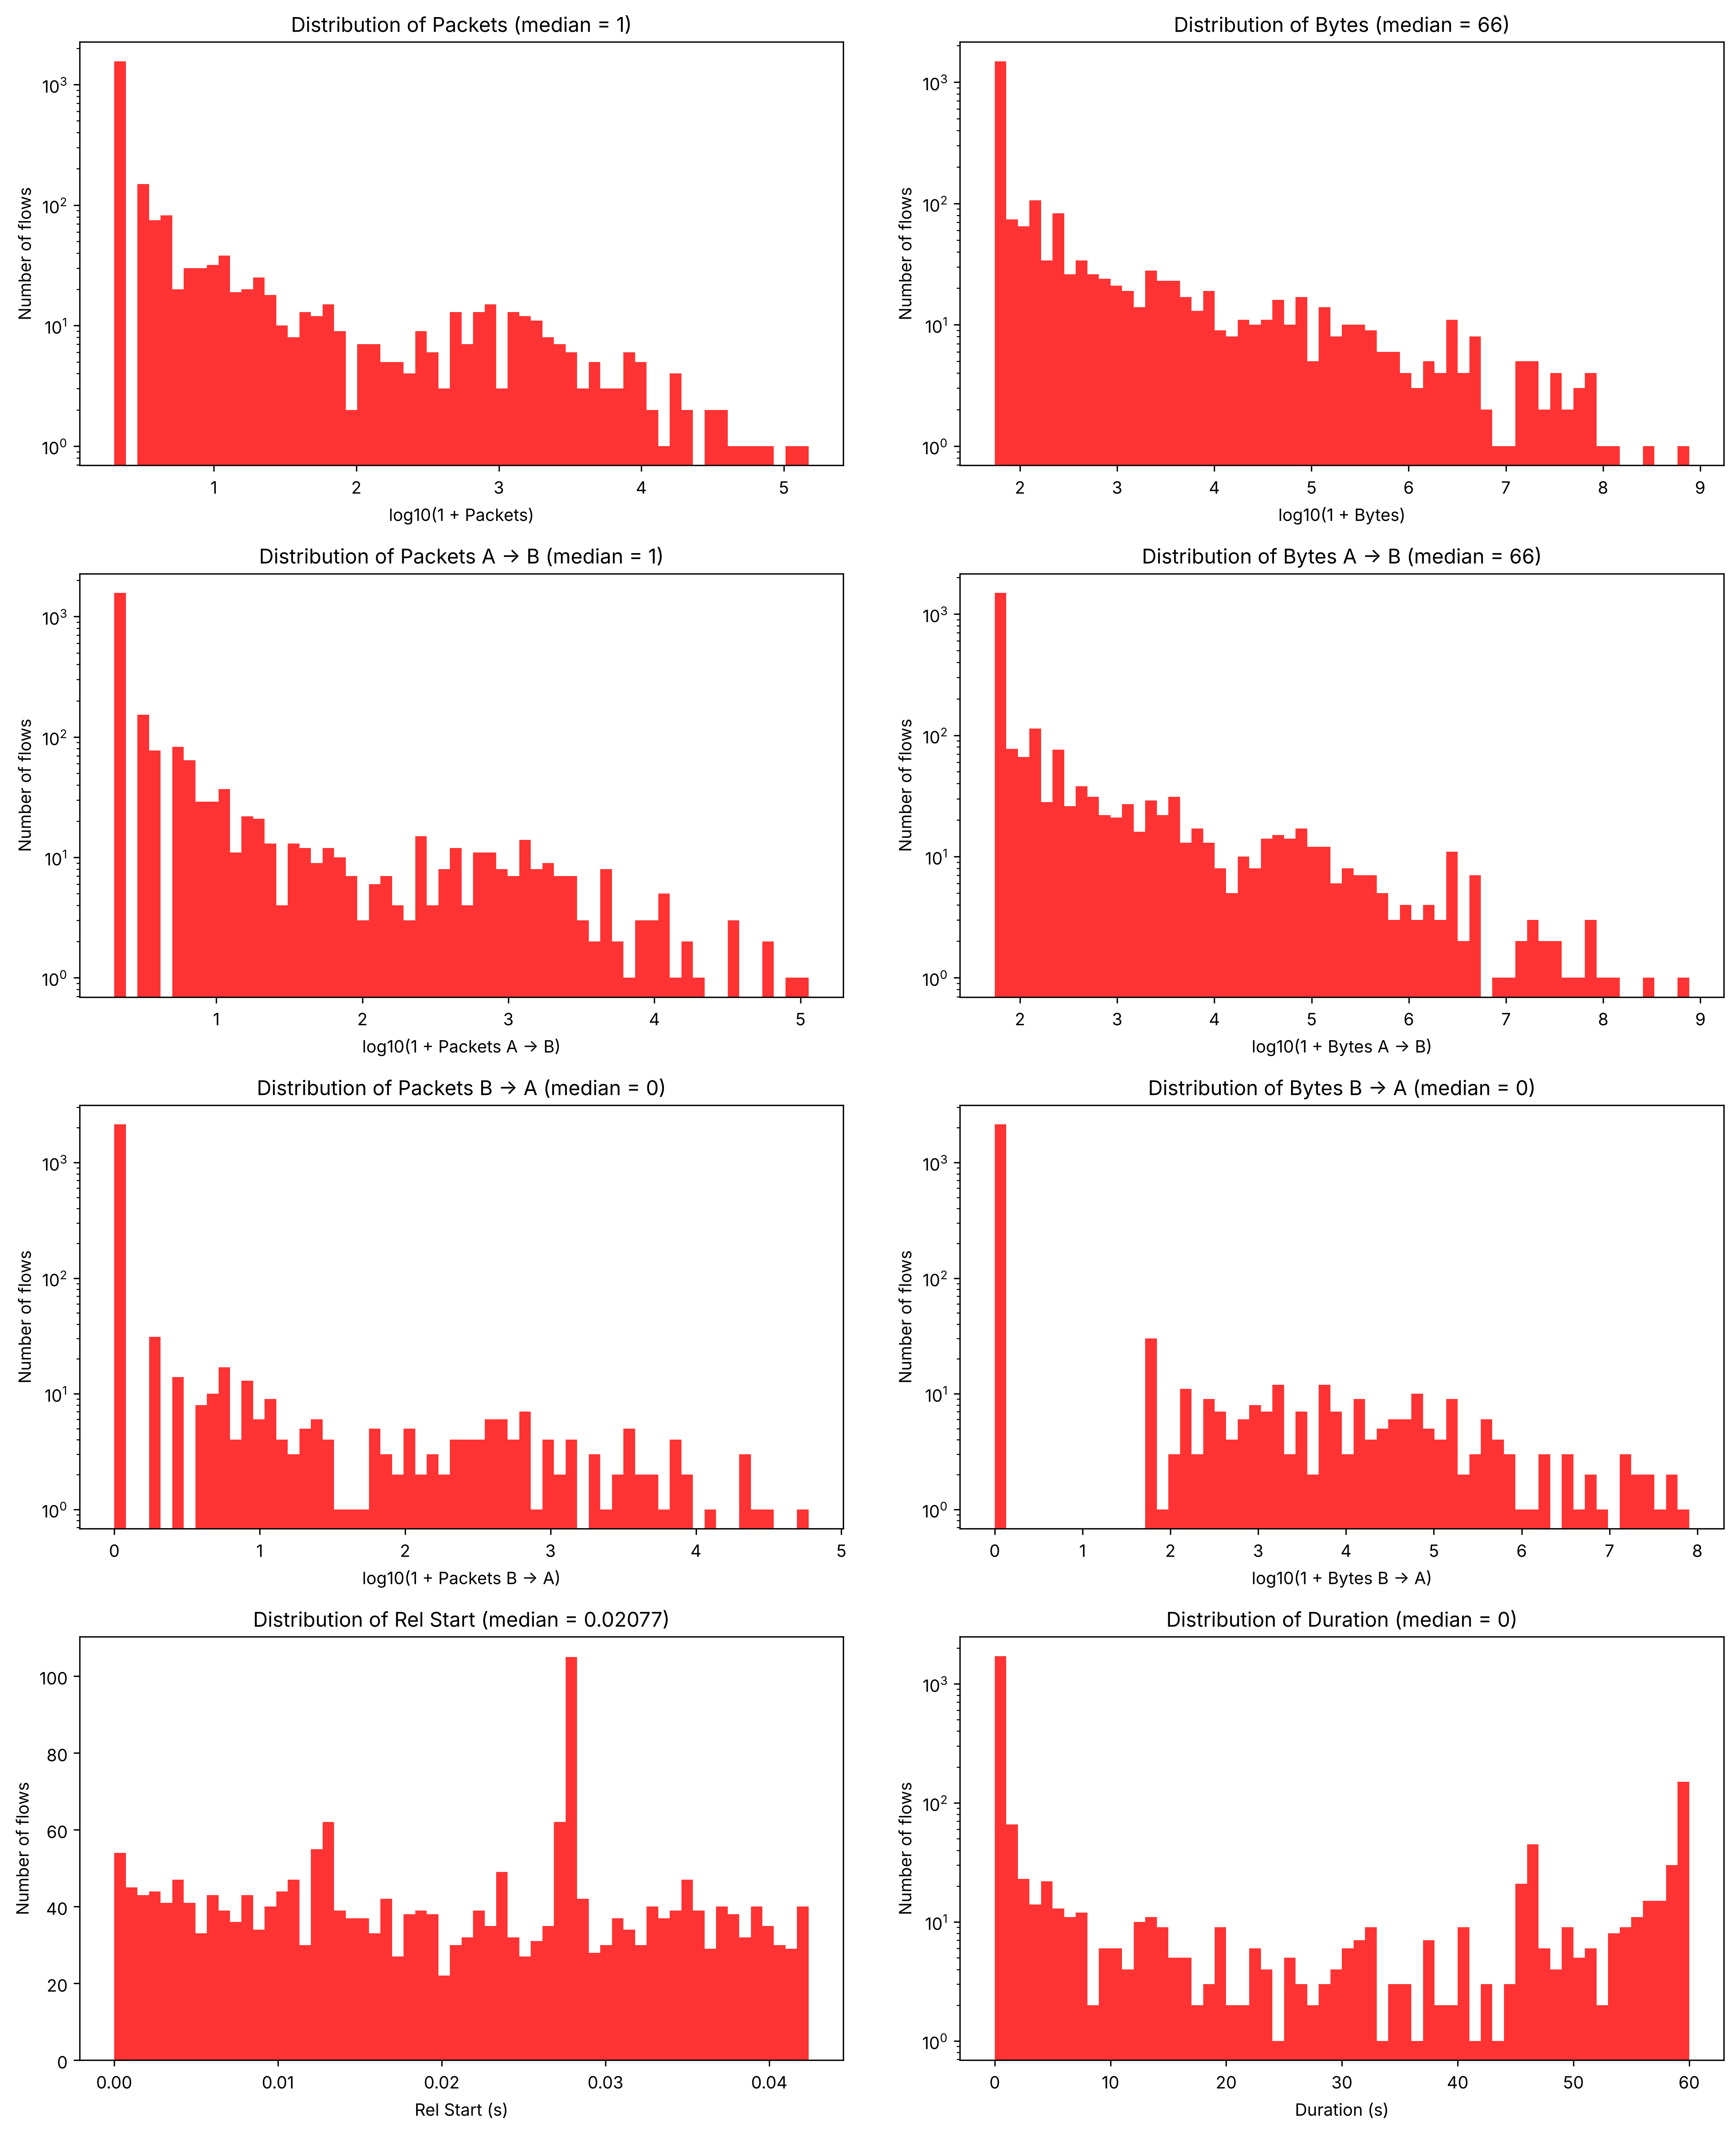 Distribution of Packets (median = 1)
Number of flows
10³
10²
10¹
10⁰
1 2 3 4 5
log10(1 + Packets)
Distribution of Bytes (median = 66)
Number of flows
10³
10²
10¹
10⁰
2 3 4 5 6 7 8 9
log10(1 + Bytes)
Distribution of Packets A → B (median = 1)
Number of flows
10³
10²
10¹
10⁰
1 2 3 4 5
log10(1 + Packets A → B)
Distribution of Bytes A → B (median = 66)
Number of flows
10³
10²
10¹
10⁰
2 3 4 5 6 7 8 9
log10(1 + Bytes A → B)
Distribution of Packets B → A (median = 0)
Number of flows
10³
10²
10¹
10⁰
0 1 2 3 4 5
log10(1 + Packets B → A)
Distribution of Bytes B → A (median = 0)
Number of flows
10³
10²
10¹
10⁰
0 1 2 3 4 5 6 7 8
log10(1 + Bytes B → A)
Distribution of Rel Start (median = 0.02077)
Number of flows
100
80
60
40
20
0
0.00 0.01 0.02 0.03 0.04
Rel Start (s)
Distribution of Duration (median = 0)
Number of flows
10³
10²
10¹
10⁰
0 10 20 30 40 50 60
Duration (s)